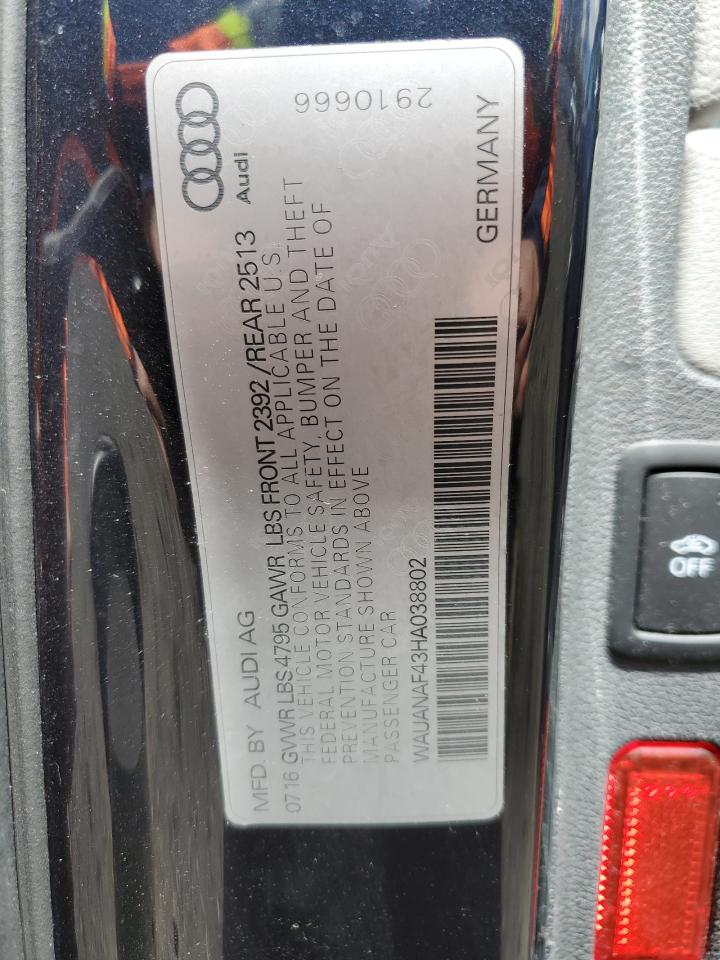 Audi
2910666
MFD. BY AUDI AG
0716 GVWR LBS 4795 GAWR LBS FRONT 2392 /REAR 2513
THIS VEHICLE CONFORMS TO ALL APPLICABLE U.S.
FEDERAL MOTOR VEHICLE SAFETY, BUMPER AND THEFT
PREVENTION STANDARDS IN EFFECT ON THE DATE OF
MANUFACTURE SHOWN ABOVE
PASSENGER CAR
WAUANAF43HA038802
GERMANY
OFF